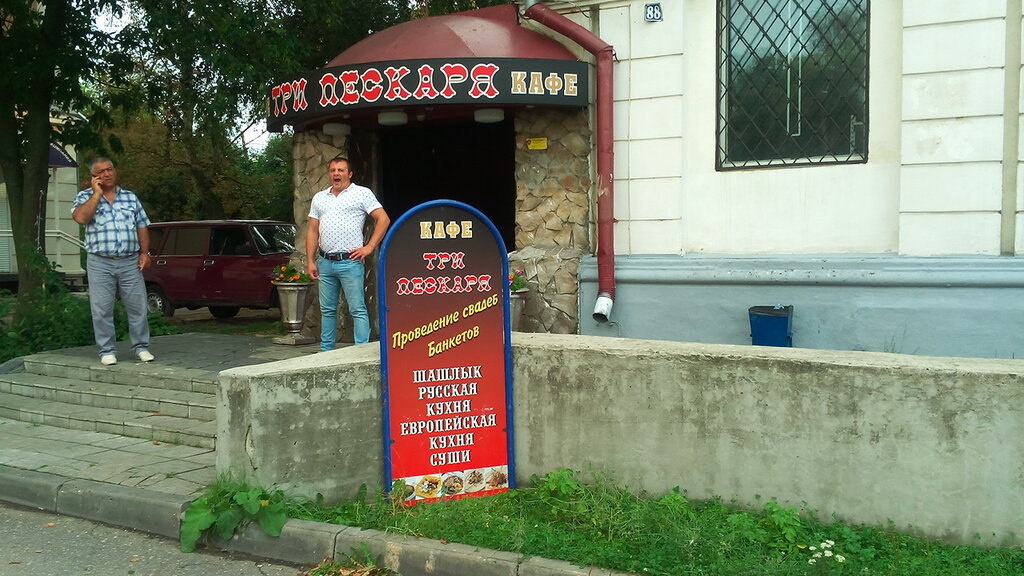 88
ТРИ ПЕСКАРЯ КАФЕ
КАФЕ
ТРИ
ПЕСКАРЯ
Проведение свадеб
Банкетов
ШАШЛЫК
РУССКАЯ
КУХНЯ
ЕВРОПЕЙСКАЯ
КУХНЯ
СУШИ